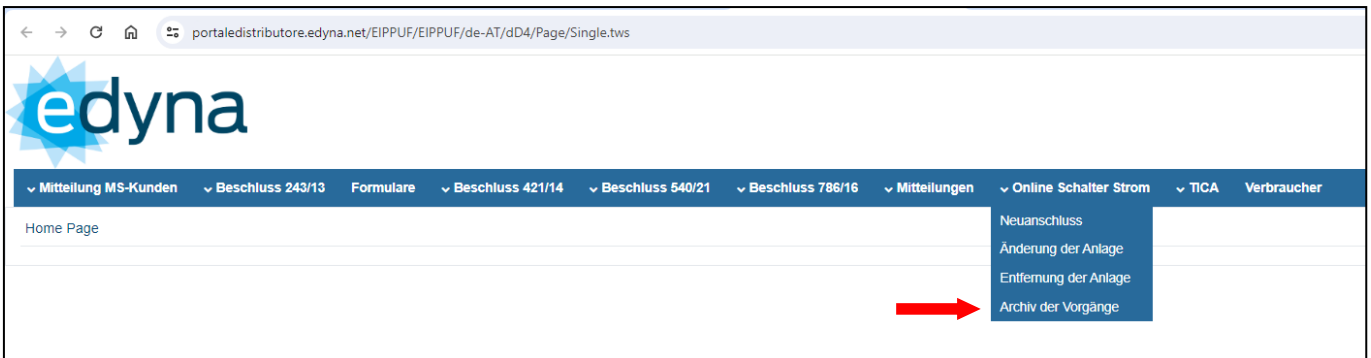 portaledistributore.edyna.net/EIPPUF/EIPPUF/de-AT/dD4/Page/Single.tws
edyna
Mitteilung MS-Kunden Beschluss 243/13 Formulare Beschluss 421/14 Beschluss 540/21 Beschluss 786/16 Mitteilungen Online Schalter Strom TICA Verbraucher
Home Page
Neuanschluss
Änderung der Anlage
Entfernung der Anlage
Archiv der Vorgänge